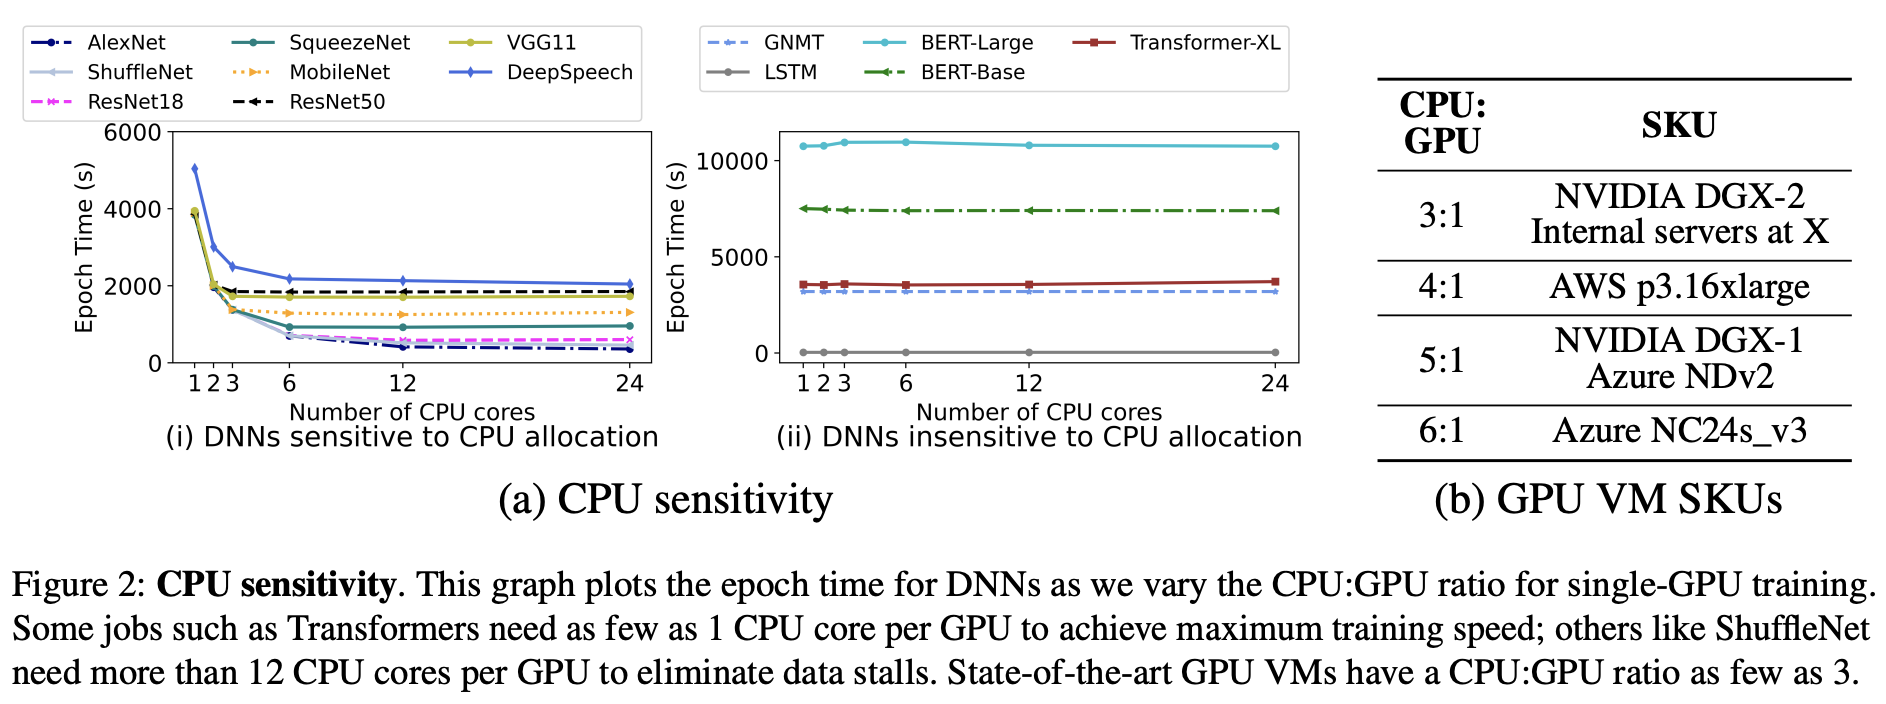 AlexNet
ShuffleNet
ResNet18
SqueezeNet
MobileNet
ResNet50
VGG11
DeepSpeech
6000
4000
2000
0
Epoch Time (s)
1 2 3 6 12 24
Number of CPU cores
(i) DNNs sensitive to CPU allocation
GNMT
LSTM
BERT-Large
BERT-Base
Transformer-XL
10000
5000
0
Epoch Time (s)
1 2 3 6 12 24
Number of CPU cores
(ii) DNNs insensitive to CPU allocation
(a) CPU sensitivity
CPU:
GPU
SKU
3:1
NVIDIA DGX-2
Internal servers at X
4:1
AWS p3.16xlarge
5:1
NVIDIA DGX-1
Azure NDv2
6:1
Azure NC24s_v3
(b) GPU VM SKUs
Figure 2: CPU sensitivity. This graph plots the epoch time for DNNs as we vary the CPU:GPU ratio for single-GPU training.
Some jobs such as Transformers need as few as 1 CPU core per GPU to achieve maximum training speed; others like ShuffleNet
need more than 12 CPU cores per GPU to eliminate data stalls. State-of-the-art GPU VMs have a CPU:GPU ratio as few as 3.